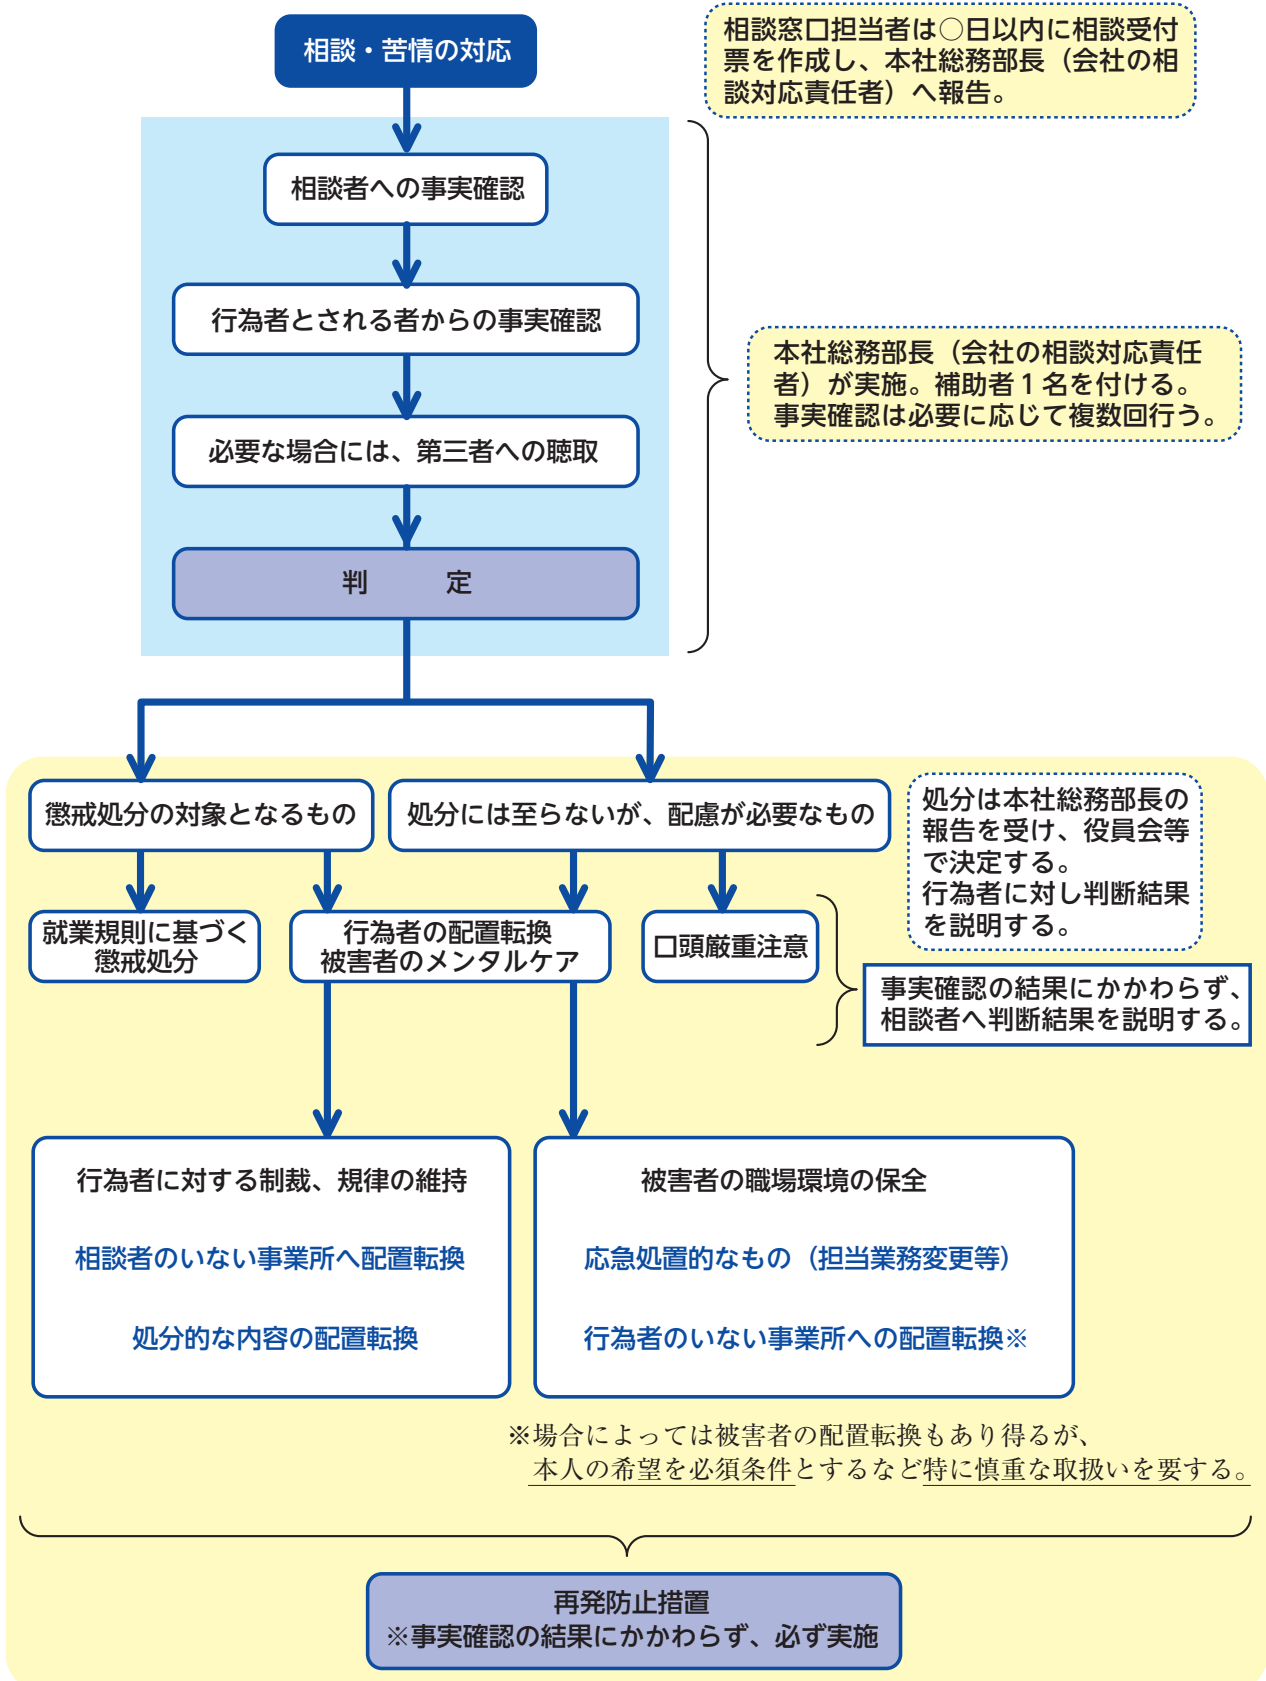 相談・苦情の対応
相談窓口担当者は○日以内に相談受付
票を作成し、本社総務部長（会社の相
談対応責任者）へ報告。
相談者への事実確認
行為者とされる者からの事実確認
必要な場合には、第三者への聴取
判　　　定
本社総務部長（会社の相談対応責任
者）が実施。補助者１名を付ける。
事実確認は必要に応じて複数回行う。
懲戒処分の対象となるもの
処分には至らないが、配慮が必要なもの
処分は本社総務部長の
報告を受け、役員会等
で決定する。
行為者に対し判断結果
を説明する。
就業規則に基づく
懲戒処分
行為者の配置転換
被害者のメンタルケア
口頭厳重注意
事実確認の結果にかかわらず、
相談者へ判断結果を説明する。
行為者に対する制裁、規律の維持
相談者のいない事業所へ配置転換
処分的な内容の配置転換
被害者の職場環境の保全
応急処置的なもの（担当業務変更等）
行為者のいない事業所への配置転換※
※場合によっては被害者の配置転換もあり得るが、
本人の希望を必須条件とするなど特に慎重な取扱いを要する。
再発防止措置
※事実確認の結果にかかわらず、必ず実施